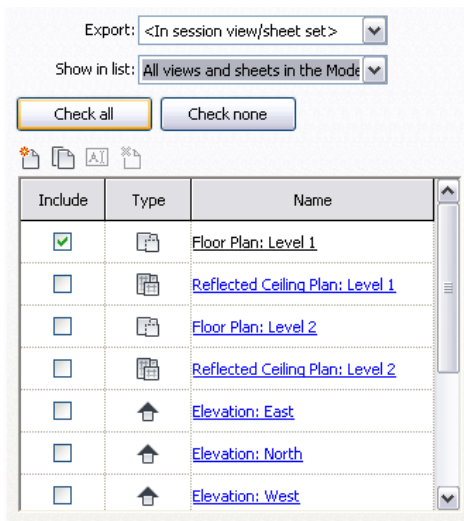 Export: <In session view/sheet set>
Show in list: All views and sheets in the Mode
Check all Check none
Include Type Name
Floor Plan: Level 1
Reflected Ceiling Plan: Level 1
Floor Plan: Level 2
Reflected Ceiling Plan: Level 2
Elevation: East
Elevation: North
Elevation: West